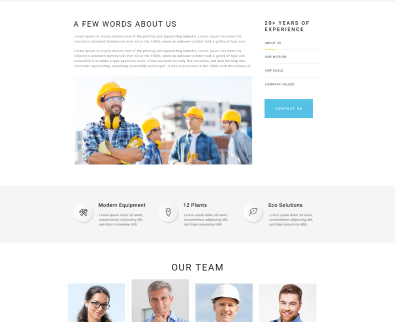 A FEW WORDS ABOUT US
Lorem Ipsum is simply dummy text of the printing and typesetting industry. Lorem Ipsum has been the
industry's standard dummy text ever since the 1500s, when an unknown printer took a galley of type and
Lorem Ipsum is simply dummy text of the printing and typesetting industry. Lorem Ipsum has been the
industry's standard dummy text ever since the 1500s, when an unknown printer took a galley of type and
scrambled it to make a type specimen book. It has survived not only five centuries, but also the leap into
electronic typesetting, remaining essentially unchanged. It was popularised in the 1960s with the release of
20+ YEARS OF
EXPERIENCE
ABOUT US
OUR MISSION
OUR GOALS
COMPANY VALUES
CONTACT US
Modern Equipment
Lorem ipsum dolor sit amet,
consectetuer adipiscing elit,
sed diam nonummy nibh
12 Plants
Lorem ipsum dolor sit amet,
consectetuer adipiscing elit,
sed diam nonummy nibh
Eco Solutions
Lorem ipsum dolor sit amet,
consectetuer adipiscing elit,
sed diam nonummy nibh
OUR TEAM